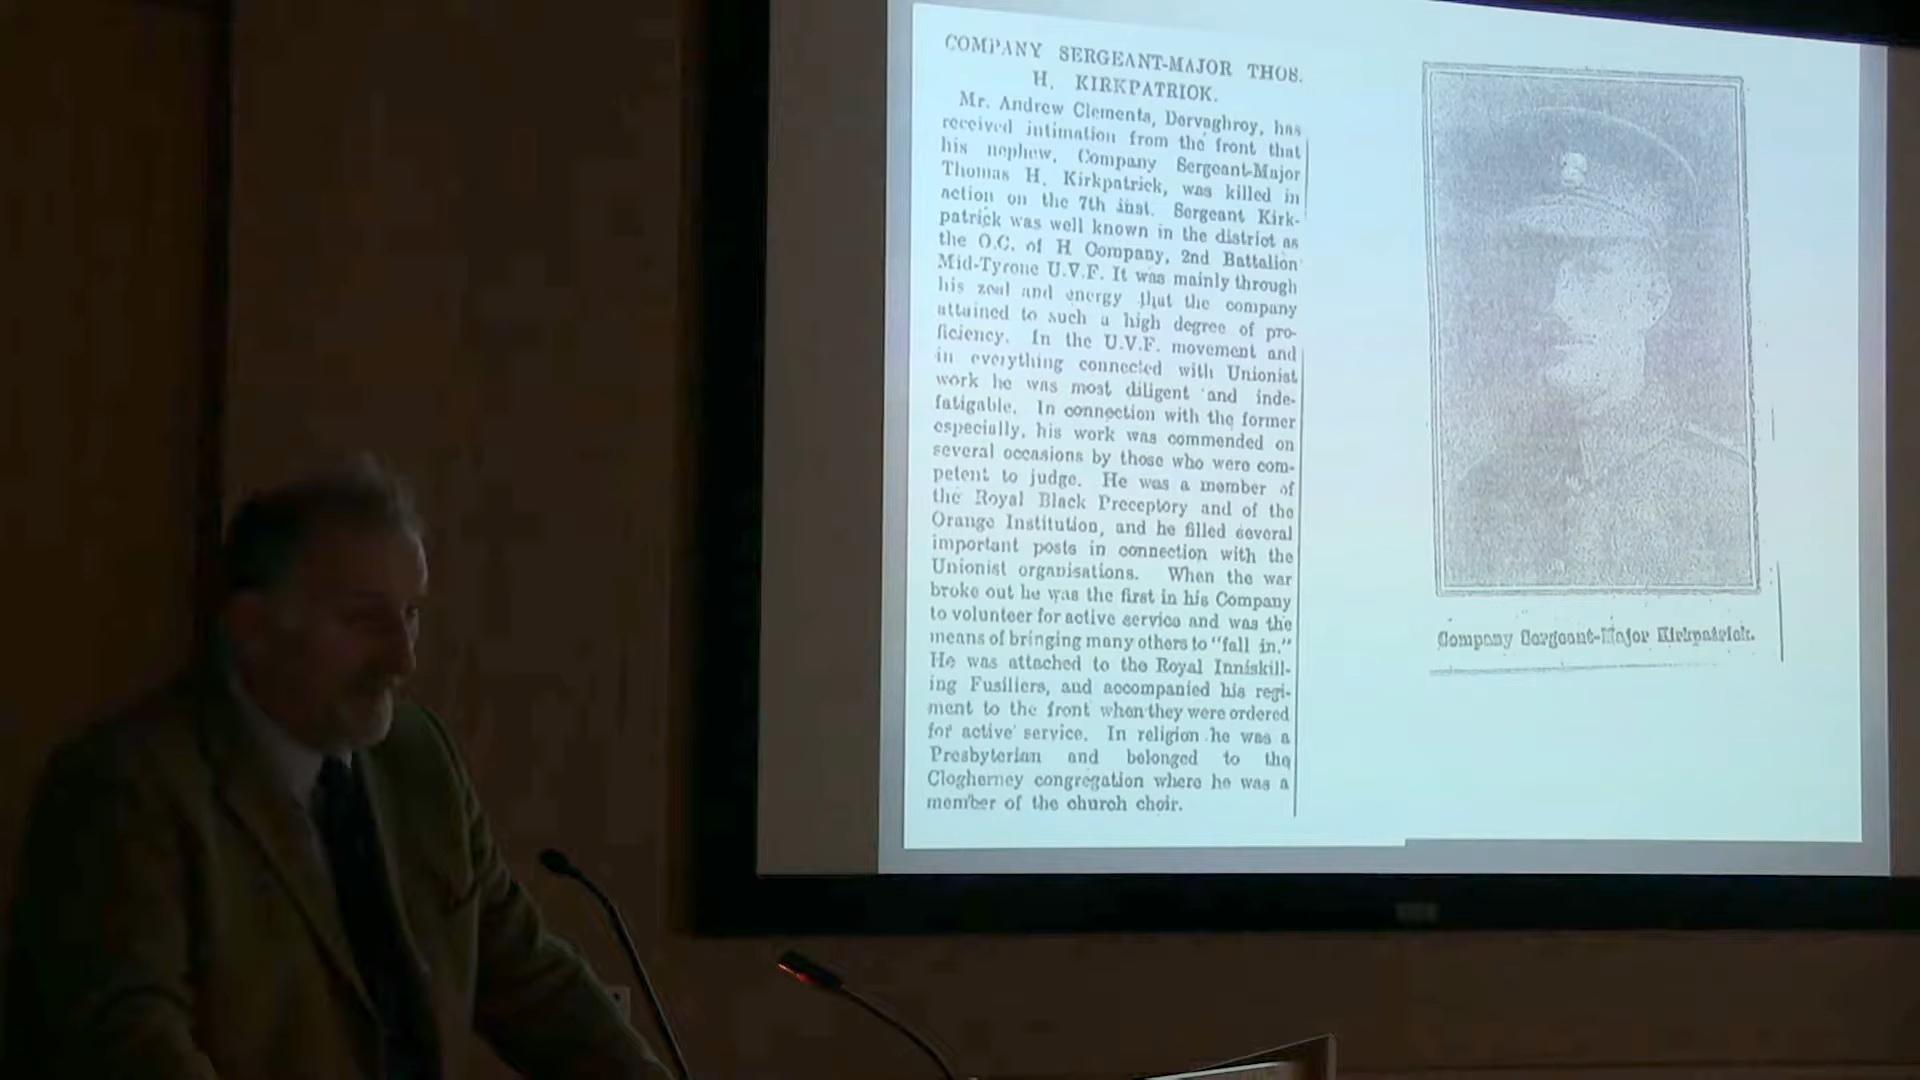 COMPANY SERGEANT-MAJOR THOS.
H. KIRKPATRICK.
Mr. Andrew Clements, Dervaghroy, has
received intimation from the front that
his nephew, Company Sergeant-Major
Thomas H. Kirkpatrick, was killed in
action on the 7th inst. Sergeant Kirk-
patrick was well known in the district as
the O.C. of H Company, 2nd Battalion
Mid-Tyrone U.V.F. It was mainly through
his zeal and energy that the company
attained to such a high degree of pro-
ficiency. In the U.V.F. movement and
in everything connected with Unionist
work he was most diligent and inde-
fatigable. In connection with the former
especially, his work was commended on
several occasions by those who were com-
petent to judge. He was a member of
the Royal Black Preceptory and of the
Orange Institution, and he filled several
important posts in connection with the
Unionist organisations. When the war
broke out he was the first in his Company
to volunteer for active service and was the
means of bringing many others to "fall in."
He was attached to the Royal Inniskill-
ing Fusiliers, and accompanied his regi-
ment to the front when they were ordered
for active service. In religion he was a
Presbyterian and belonged to the
Clogherney congregation where he was a
member of the church choir.
Company Sergeant-Major Kirkpatrick.